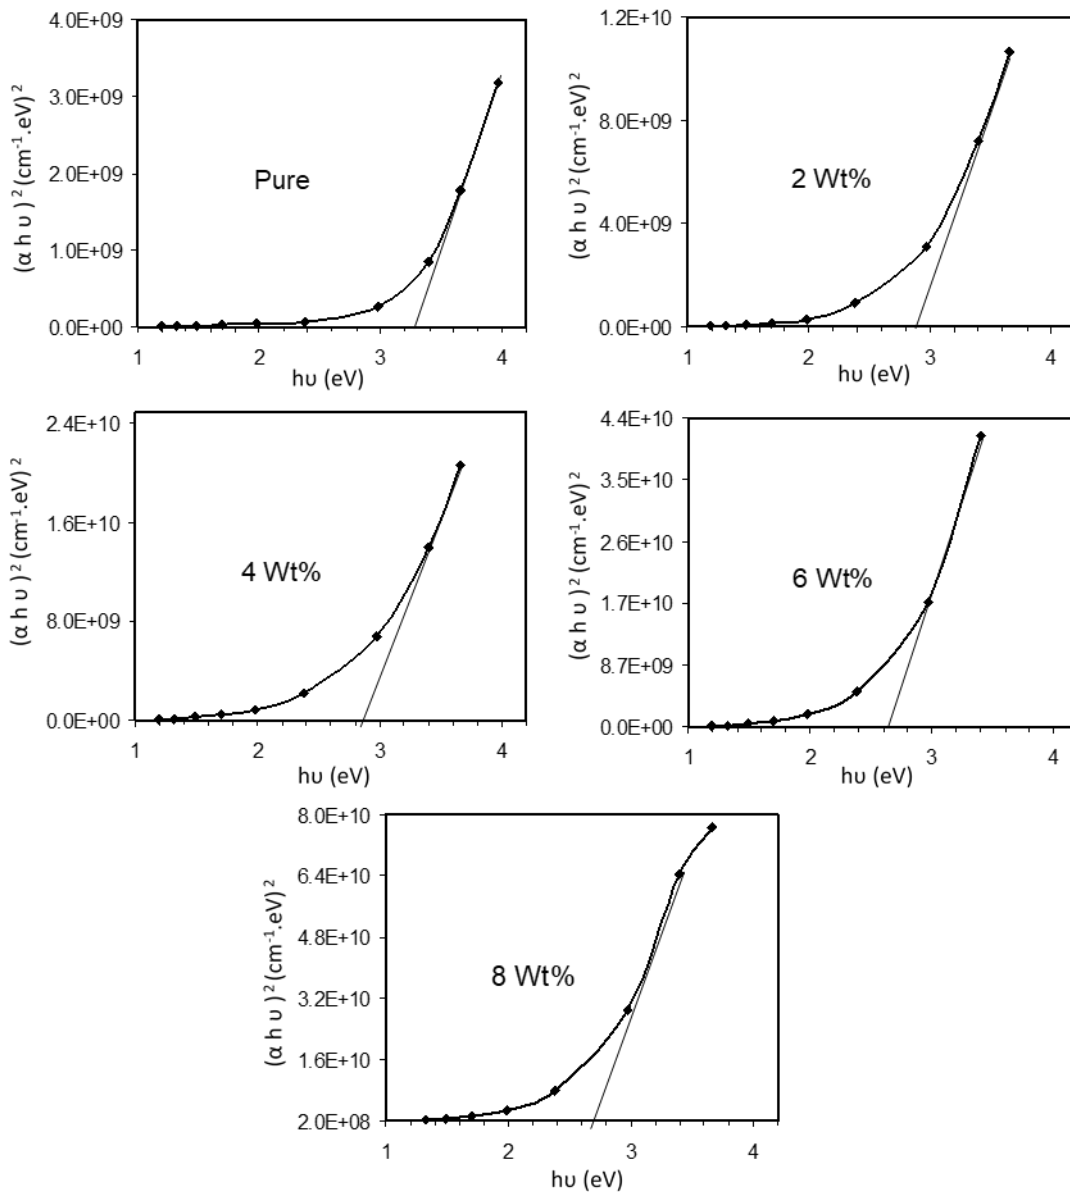 4.0E+09
3.0E+09
2.0E+09
1.0E+09
0.0E+00
(α h υ ) ² (cm⁻¹.eV)²
Pure
1 2 3 4
hυ (eV)
1.2E+10
8.0E+09
4.0E+09
0.0E+00
(α h υ ) ² (cm⁻¹.eV)²
2 Wt%
1 2 3 4
hυ (eV)
2.4E+10
1.6E+10
8.0E+09
0.0E+00
(α h υ ) ² (cm⁻¹.eV)²
4 Wt%
1 2 3 4
hυ (eV)
4.4E+10
3.5E+10
2.6E+10
1.7E+10
8.7E+09
0.0E+00
(α h υ ) ² (cm⁻¹.eV)²
6 Wt%
1 2 3 4
hυ (eV)
8.0E+10
6.4E+10
4.8E+10
3.2E+10
1.6E+10
2.0E+08
(α h υ ) ² (cm⁻¹.eV)²
8 Wt%
1 2 3 4
hυ (eV)